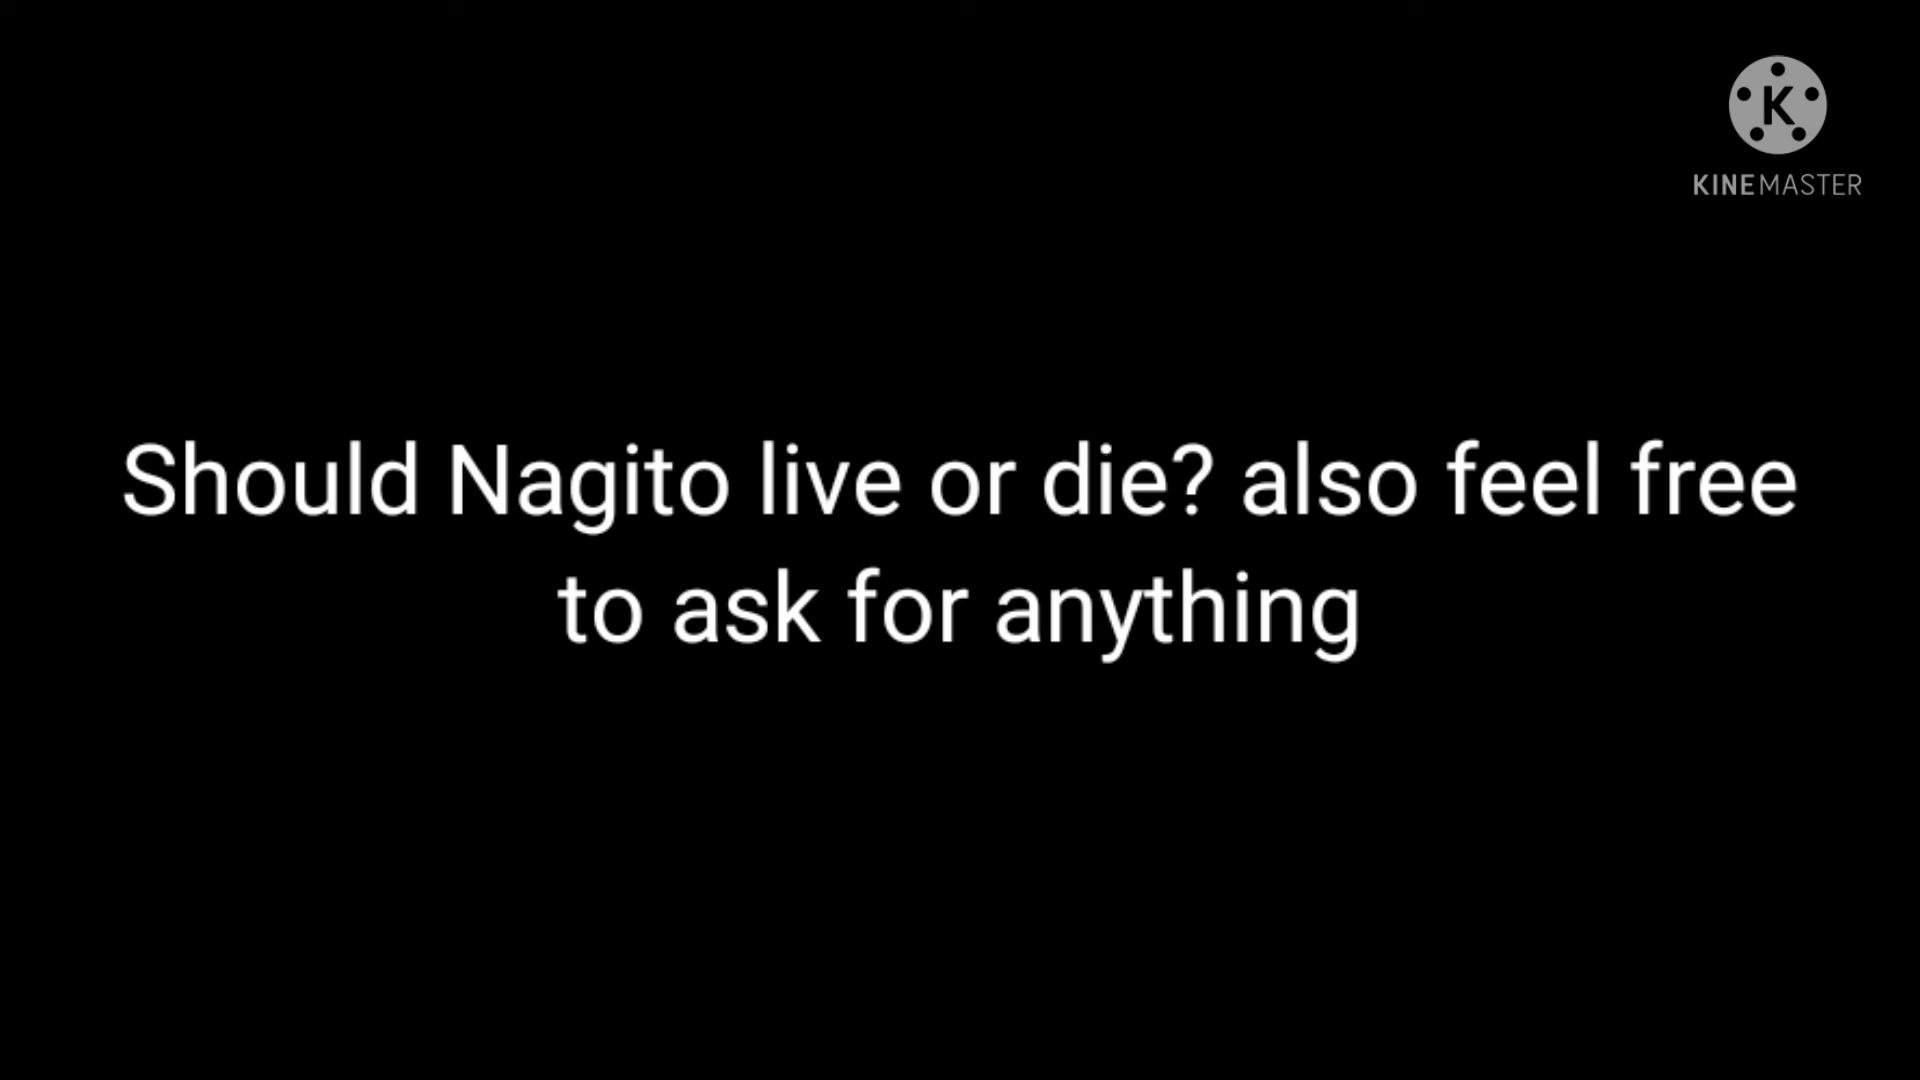 K
KINEMASTER
Should Nagito live or die? also feel free
to ask for anything